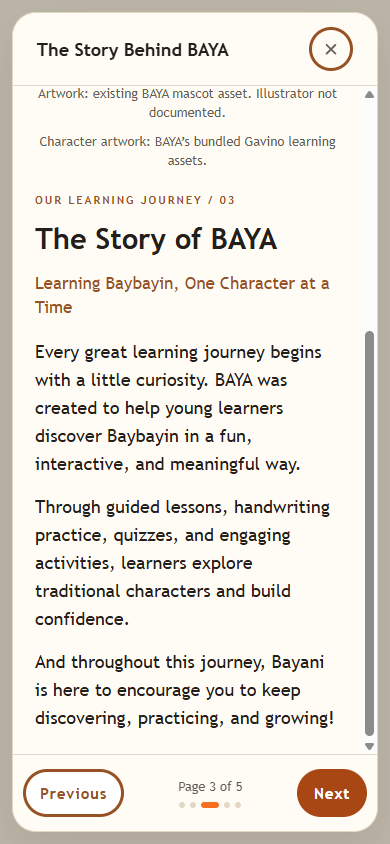 The Story Behind BAYA
Artwork: existing BAYA mascot asset. Illustrator not
documented.
Character artwork: BAYA's bundled Gavino learning
assets.
OUR LEARNING JOURNEY / 03
The Story of BAYA
Learning Baybayin, One Character at a
Time
Every great learning journey begins
with a little curiosity. BAYA was
created to help young learners
discover Baybayin in a fun,
interactive, and meaningful way.
Through guided lessons, handwriting
practice, quizzes, and engaging
activities, learners explore
traditional characters and build
confidence.
And throughout this journey, Bayani
is here to encourage you to keep
discovering, practicing, and growing!
Previous
Page 3 of 5
Next